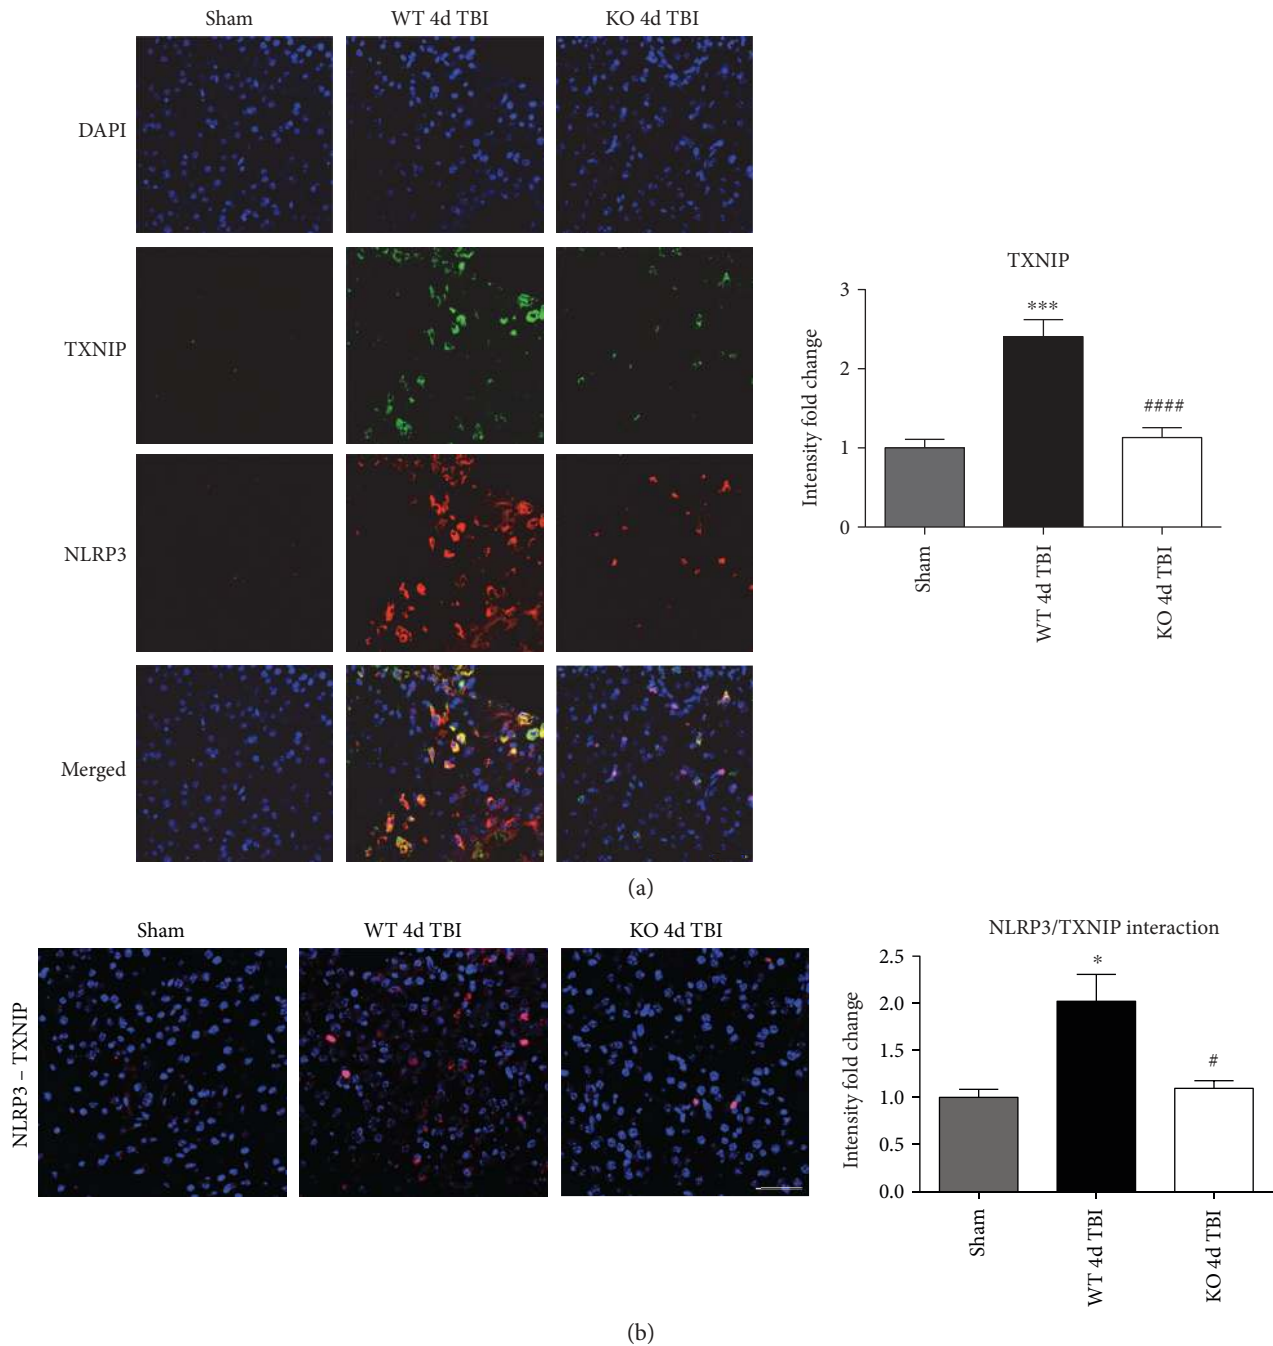 Sham WT 4d TBI KO 4d TBI
DAPI
TXNIP
NLRP3
Merged
TXNIP
Intensity fold change
3
2
1
0
***
####
Sham
WT 4d TBI
KO 4d TBI
(a)
Sham WT 4d TBI KO 4d TBI
NLRP3 – TXNIP
NLRP3/TXNIP interaction
Intensity fold change
2.5
2.0
1.5
1.0
0.5
0.0
*
#
Sham
WT 4d TBI
KO 4d TBI
(b)